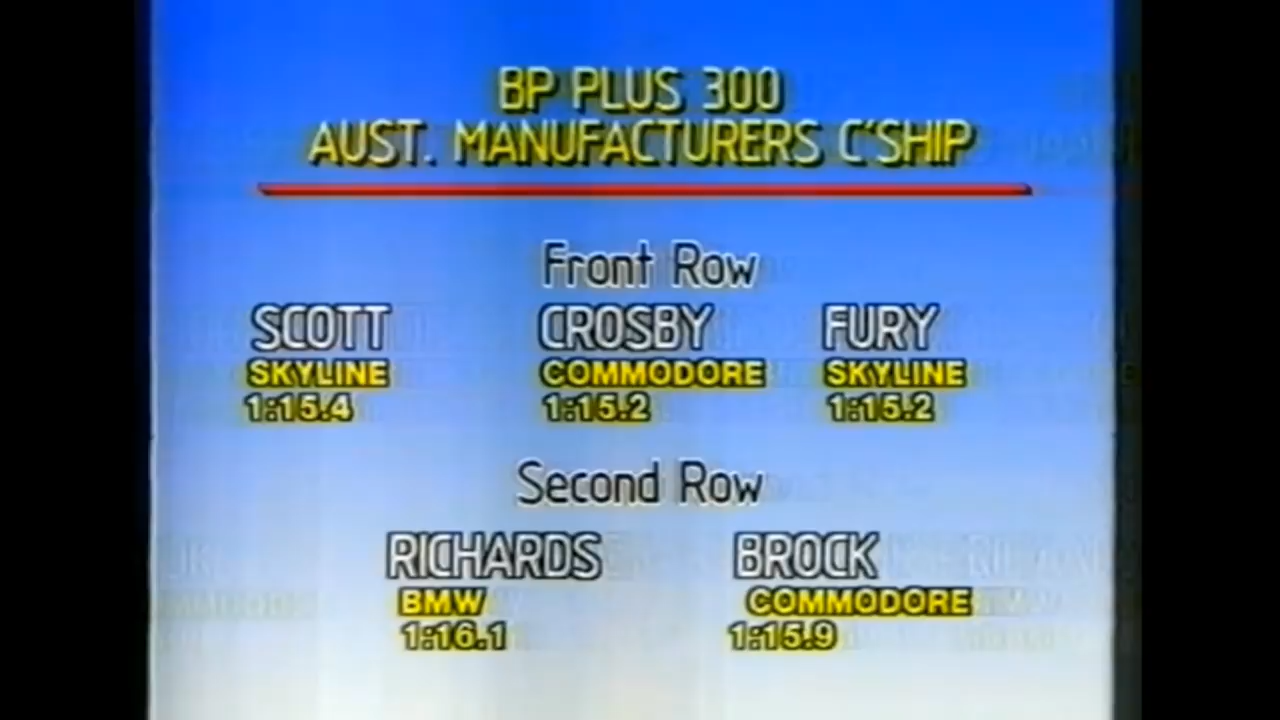 BP PLUS 300
AUST. MANUFACTURERS C'SHIP
Front Row
SCOTT CROSBY FURY
SKYLINE COMMODORE SKYLINE
1:15.4 1:15.2 1:15.2
Second Row
RICHARDS BROCK
BMW COMMODORE
1:16.1 1:15.9